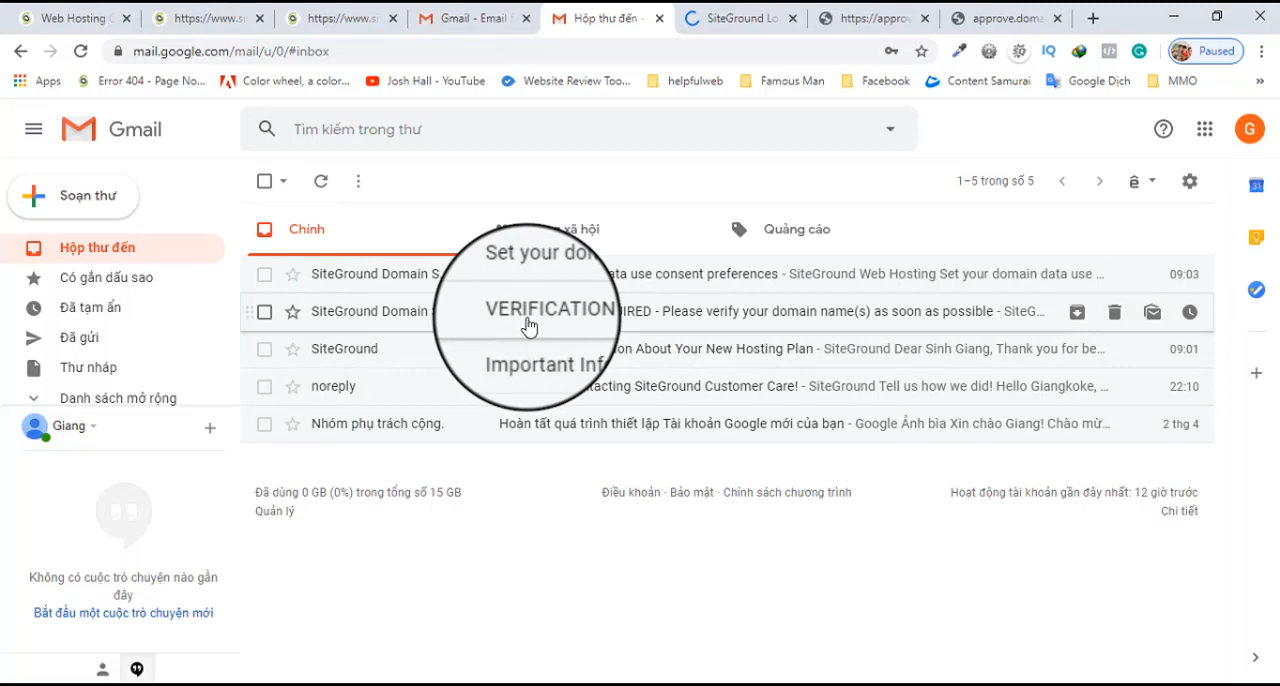 Web Hosting
https://www.s
https://www.s
Gmail - Email
Hộp thư đến -
SiteGround Lo
https://approv
approve.doma
mail.google.com/mail/u/0/#inbox
IQ
Paused
Apps
Error 404 - Page No...
Color wheel, a color...
Josh Hall - YouTube
Website Review Too...
helpfulweb
Famous Man
Facebook
Content Samurai
Google Dịch
MMO
»
Gmail
Tìm kiếm trong thư
G
Soạn thư
1–5 trong số 5
Hộp thư đến
Có gắn dấu sao
Đã tạm ẩn
Đã gửi
Thư nháp
Danh sách mở rộng
Giang
Không có cuộc trò chuyện nào gần
đây
Bắt đầu một cuộc trò chuyện mới
Chính
xã hội
Quảng cáo
SiteGround Domain S
Set your do
ata use consent preferences - SiteGround Web Hosting Set your domain data use ...
09:03
SiteGround Domain
VERIFICATION
IRED - Please verify your domain name(s) as soon as possible - SiteG...
SiteGround
Important Inf
on About Your New Hosting Plan - SiteGround Dear Sinh Giang, Thank you for be...
09:01
noreply
tacting SiteGround Customer Care! - SiteGround Tell us how we did! Hello Giangkoke, ...
22:10
Nhóm phụ trách cộng.
Hoàn tất quá trình thiết lập Tài khoản Google mới của bạn - Google Ảnh bìa Xin chào Giang! Chào mừ...
2 thg 4
Đã dùng 0 GB (0%) trong tổng số 15 GB
Quản lý
Điều khoản · Bảo mật · Chính sách chương trình
Hoạt động tài khoản gần đây nhất: 12 giờ trước
Chi tiết
31